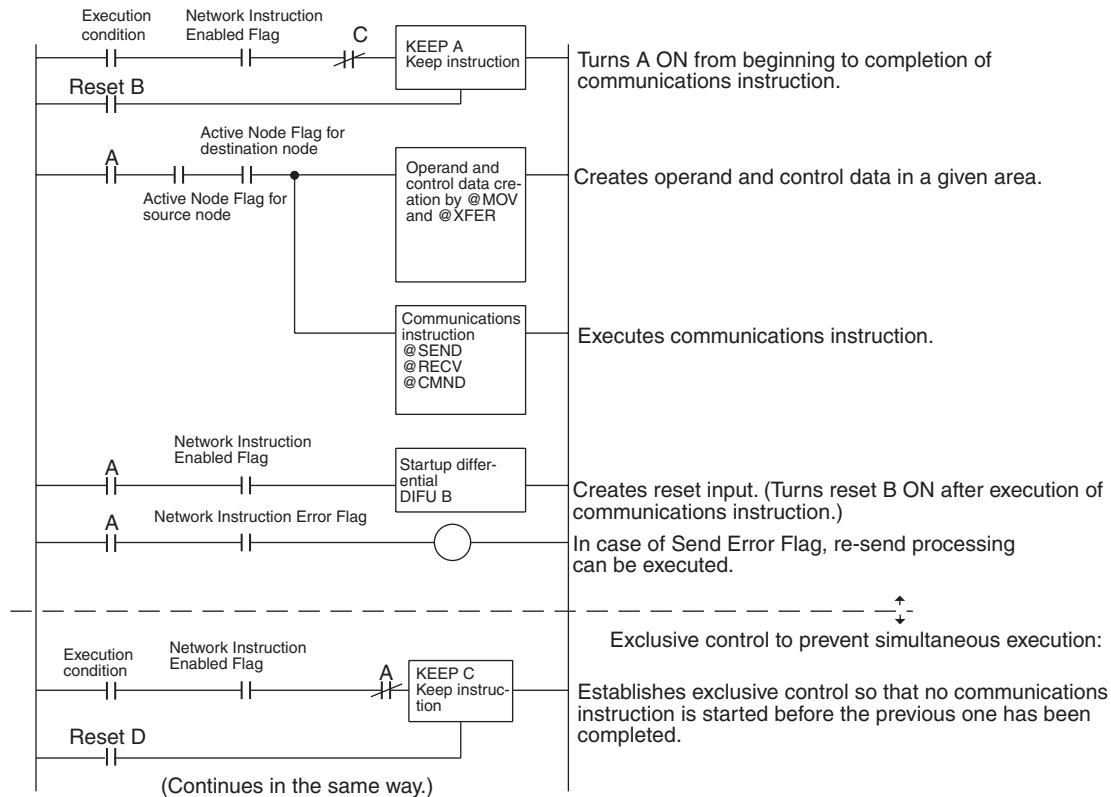 Execution
condition
Network Instruction
Enabled Flag
C
KEEP A
Keep instruction
Turns A ON from beginning to completion of
communications instruction.
Reset B
A
Active Node Flag for
destination node
Active Node Flag for
source node
Operand and
control data cre-
ation by @MOV
and @XFER
Creates operand and control data in a given area.
Communications
instruction
@SEND
@RECV
@CMND
Executes communications instruction.
A
Network Instruction
Enabled Flag
Startup differ-
ential
DIFU B
Creates reset input. (Turns reset B ON after execution of
communications instruction.)
A
Network Instruction Error Flag
In case of Send Error Flag, re-send processing
can be executed.
Exclusive control to prevent simultaneous execution:
Execution
condition
Network Instruction
Enabled Flag
A
KEEP C
Keep instruc-
tion
Establishes exclusive control so that no communications
instruction is started before the previous one has been
completed.
Reset D
(Continues in the same way.)